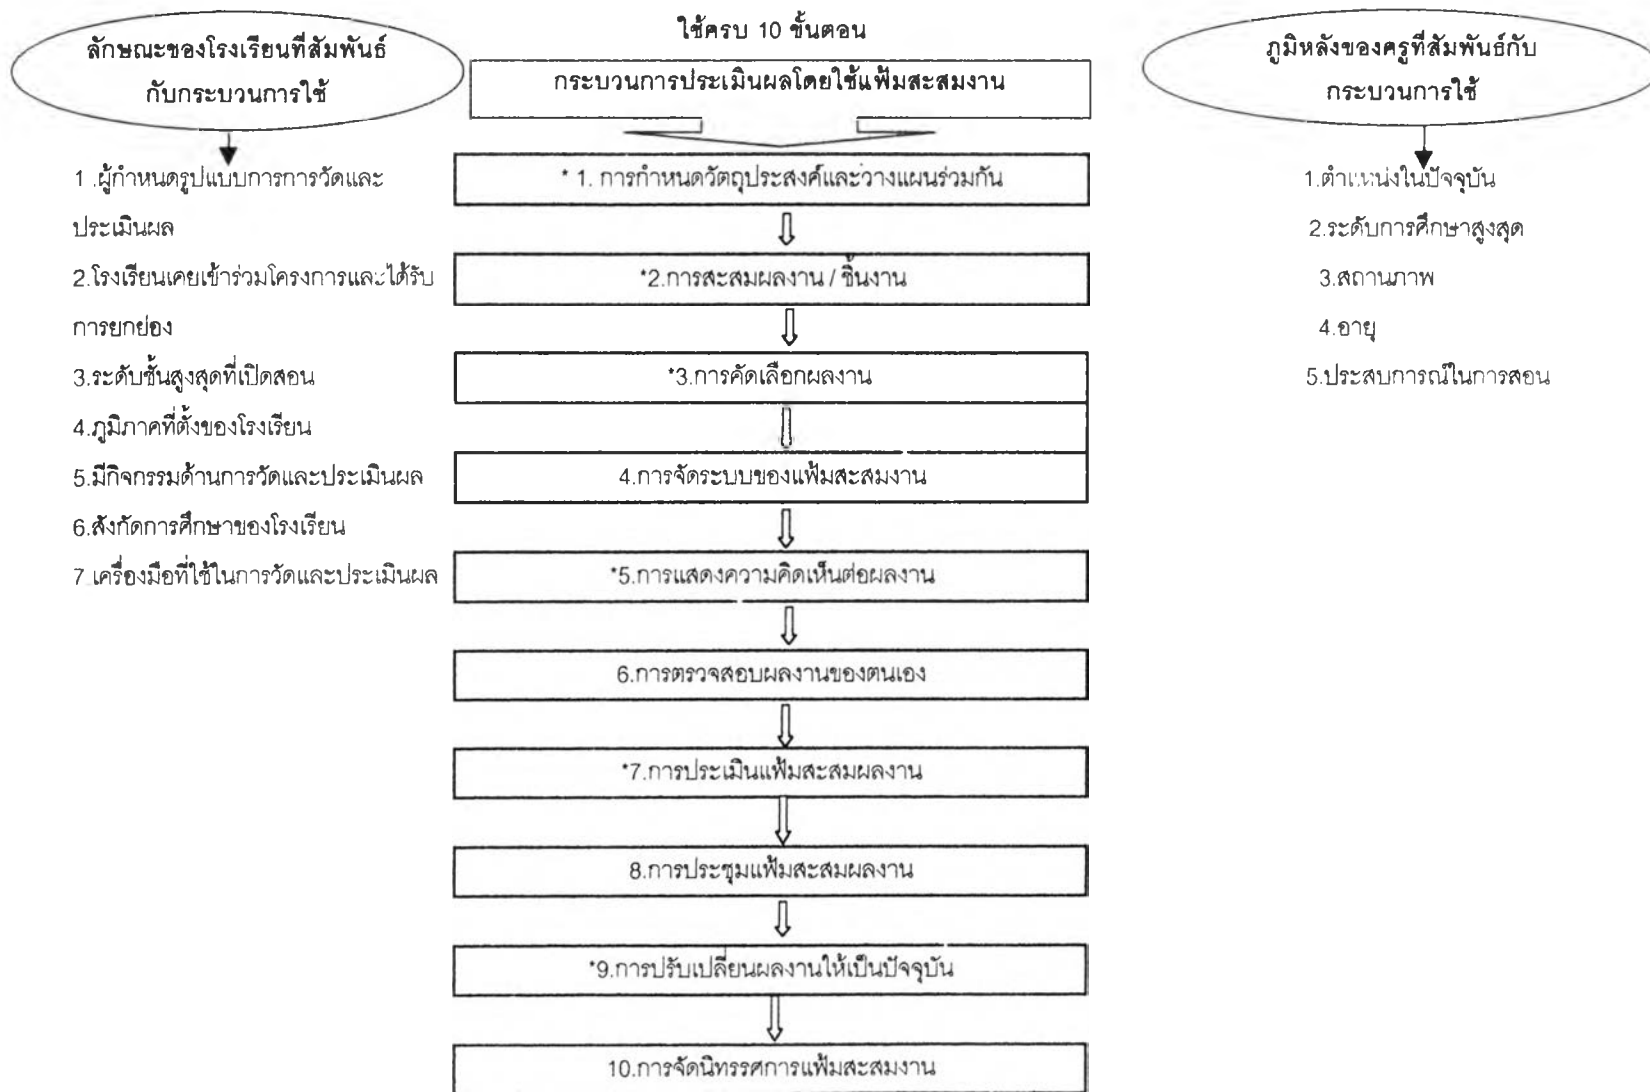 ลักษณะของโรงเรียนที่สัมพันธ์
กับกระบวนการใช้
1.ผู้กำหนดรูปแบบการการวัดและ
ประเมินผล
2.โรงเรียนเคยเข้าร่วมโครงการและได้รับ
การยกย่อง
3.ระดับชั้นสูงสุดที่เปิดสอน
4.ภูมิภาคที่ตั้งของโรงเรียน
5.มีกิจกรรมด้านการวัดและประเมินผล
6.สังกัดการศึกษาของโรงเรียน
7.เครื่องมือที่ใช้ในการวัดและประเมินผล
ใช้ครบ 10 ขั้นตอน
กระบวนการประเมินผลโดยใช้แฟ้มสะสมงาน
* 1. การกำหนดวัตถุประสงค์และวางแผนร่วมกัน
*2.การสะสมผลงาน / ชิ้นงาน
*3.การคัดเลือกผลงาน
4.การจัดระบบของแฟ้มสะสมงาน
*5.การแสดงความคิดเห็นต่อผลงาน
6.การตรวจสอบผลงานของตนเอง
*7.การประเมินแฟ้มสะสมผลงาน
8.การประชุมแฟ้มสะสมผลงาน
*9.การปรับเปลี่ยนผลงานให้เป็นปัจจุบัน
10.การจัดนิทรรศการแฟ้มสะสมงาน
ภูมิหลังของครูที่สัมพันธ์กับ
กระบวนการใช้
1.ตำแหน่งในปัจจุบัน
2.ระดับการศึกษาสูงสุด
3.สถานภาพ
4.อายุ
5.ประสบการณ์ในการสอน